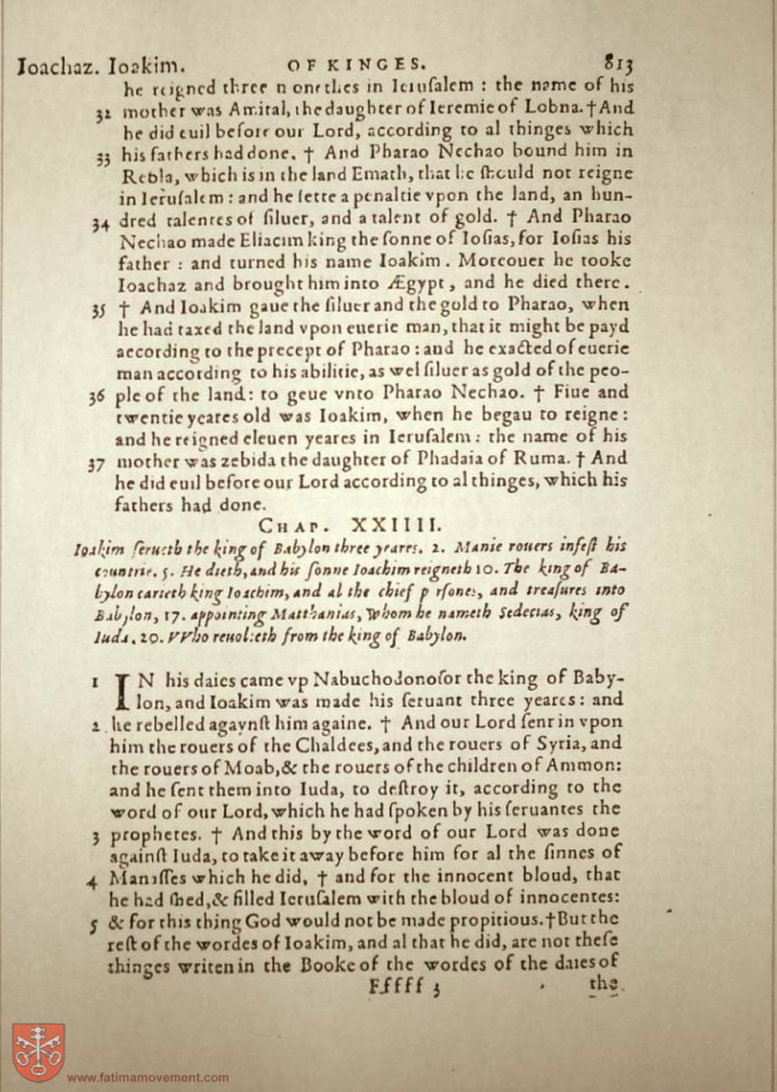 Ioachaz. Ioakim. OF KINGES. 813
he reigned three monethes in Ierusalem : the name of his
32 mother was Amital, the daughter of Ieremie of Lobna. † And
he did euil before our Lord, according to al thinges which
33 his fathers had done. † And Pharao Nechao bound him in
Rebla, which is in the land Emath, that he should not reigne
in Ierusalem : and he sette a penaltie vpon the land, an hun-
34 dred talentes of siluer, and a talent of gold. † And Pharao
Nechao made Eliacim king the sonne of Iosias, for Iosias his
father : and turned his name Ioakim. Moreouer he tooke
Ioachaz and brought him into Ægypt, and he died there.
35 † And Ioakim gaue the siluer and the gold to Pharao, when
he had taxed the land vpon euerie man, that it might be payd
according to the precept of Pharao : and he exacted of euerie
man according to his abilitie, as wel siluer as gold of the peo-
36 ple of the land : to geue vnto Pharao Nechao. † Fiue and
twentie yeares old was Ioakim, when he begau to reigne :
and he reigned eleuen yeares in Ierusalem : the name of his
37 mother was zebida the daughter of Phadaia of Ruma. † And
he did euil before our Lord according to al thinges, which his
fathers had done.
CHAP. XXIIII.
Ioakim serueth the king of Babylon three yeares. 2. Manie rouers infest his
countrie. 5. He dieth, and his sonne Ioachim reigneth 10. The king of Ba-
bylon carieth king Ioachim, and al the chief p rsones, and treasures into
Babylon, 17. appointing Matthanias, whom he nameth Sedecias, king of
Iuda. 20. VVho reuolteth from the king of Babylon.
1 IN his daies came vp Nabuchodonosor the king of Baby-
lon, and Ioakim was made his seruant three yeares : and
2 he rebelled agaynst him againe. † And our Lord sent in vpon
him the rouers of the Chaldees, and the rouers of Syria, and
the rouers of Moab, & the rouers of the children of Ammon:
and he sent them into Iuda, to destroy it, according to the
word of our Lord, which he had spoken by his seruantes the
3 prophetes. † And this by the word of our Lord was done
against Iuda, to take it away before him for al the sinnes of
4 Manasses which he did, † and for the innocent bloud, that
he had shed, & filled Ierusalem with the bloud of innocentes:
5 & for this thing God would not be made propitious. † But the
rest of the wordes of Ioakim, and al that he did, are not these
thinges writen in the Booke of the wordes of the daies of
Fffff 3 the
www.fatimamovement.com